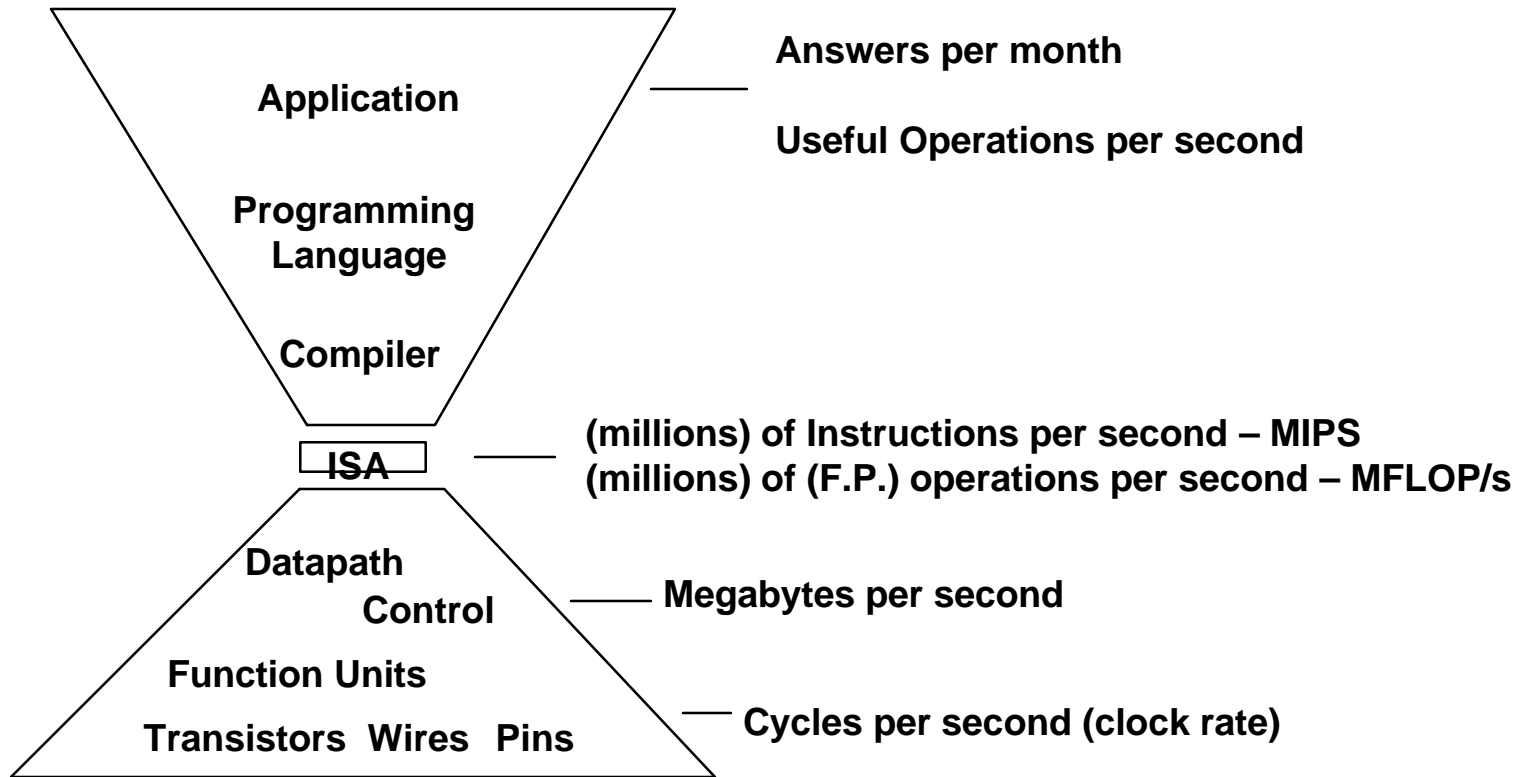 Answers per month
Application
Useful Operations per second
Programming
Language
Compiler
(millions) of Instructions per second – MIPS
ISA
(millions) of (F.P.) operations per second – MFLOP/s
Datapath
Megabytes per second
Control
Function Units
Cycles per second (clock rate)
Transistors Wires Pins